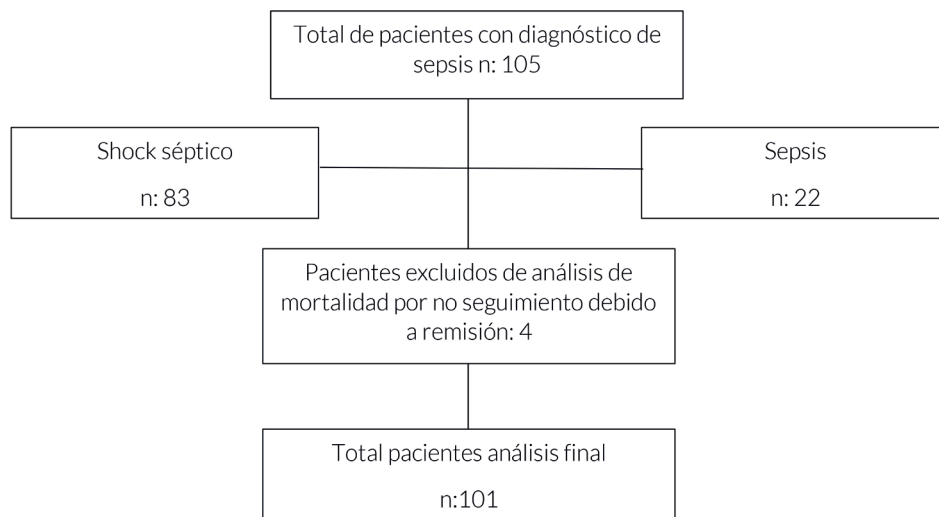 Total de pacientes con diagnóstico de
sepsis n: 105
Shock séptico
n: 83
Sepsis
n: 22
Pacientes excluidos de análisis de
mortalidad por no seguimiento debido
a remisión: 4
Total pacientes análisis final
n:101